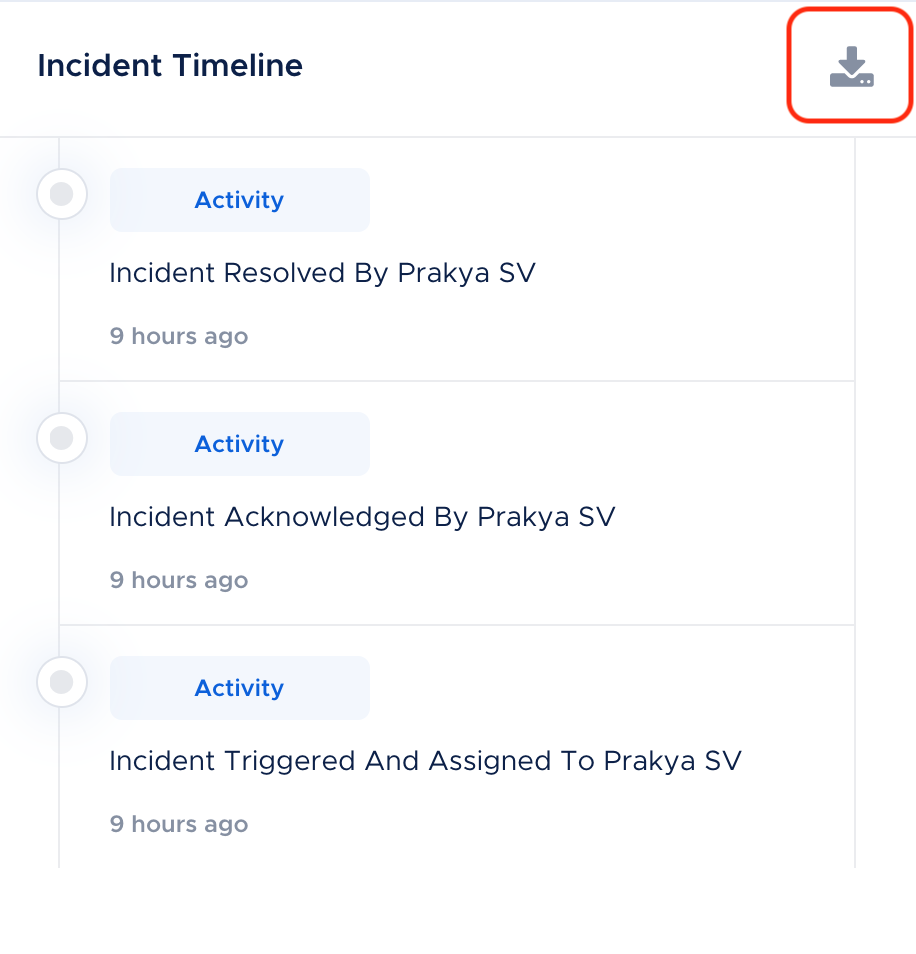 Incident Timeline
Activity
Incident Resolved By Prakya SV
9 hours ago
Activity
Incident Acknowledged By Prakya SV
9 hours ago
Activity
Incident Triggered And Assigned To Prakya SV
9 hours ago